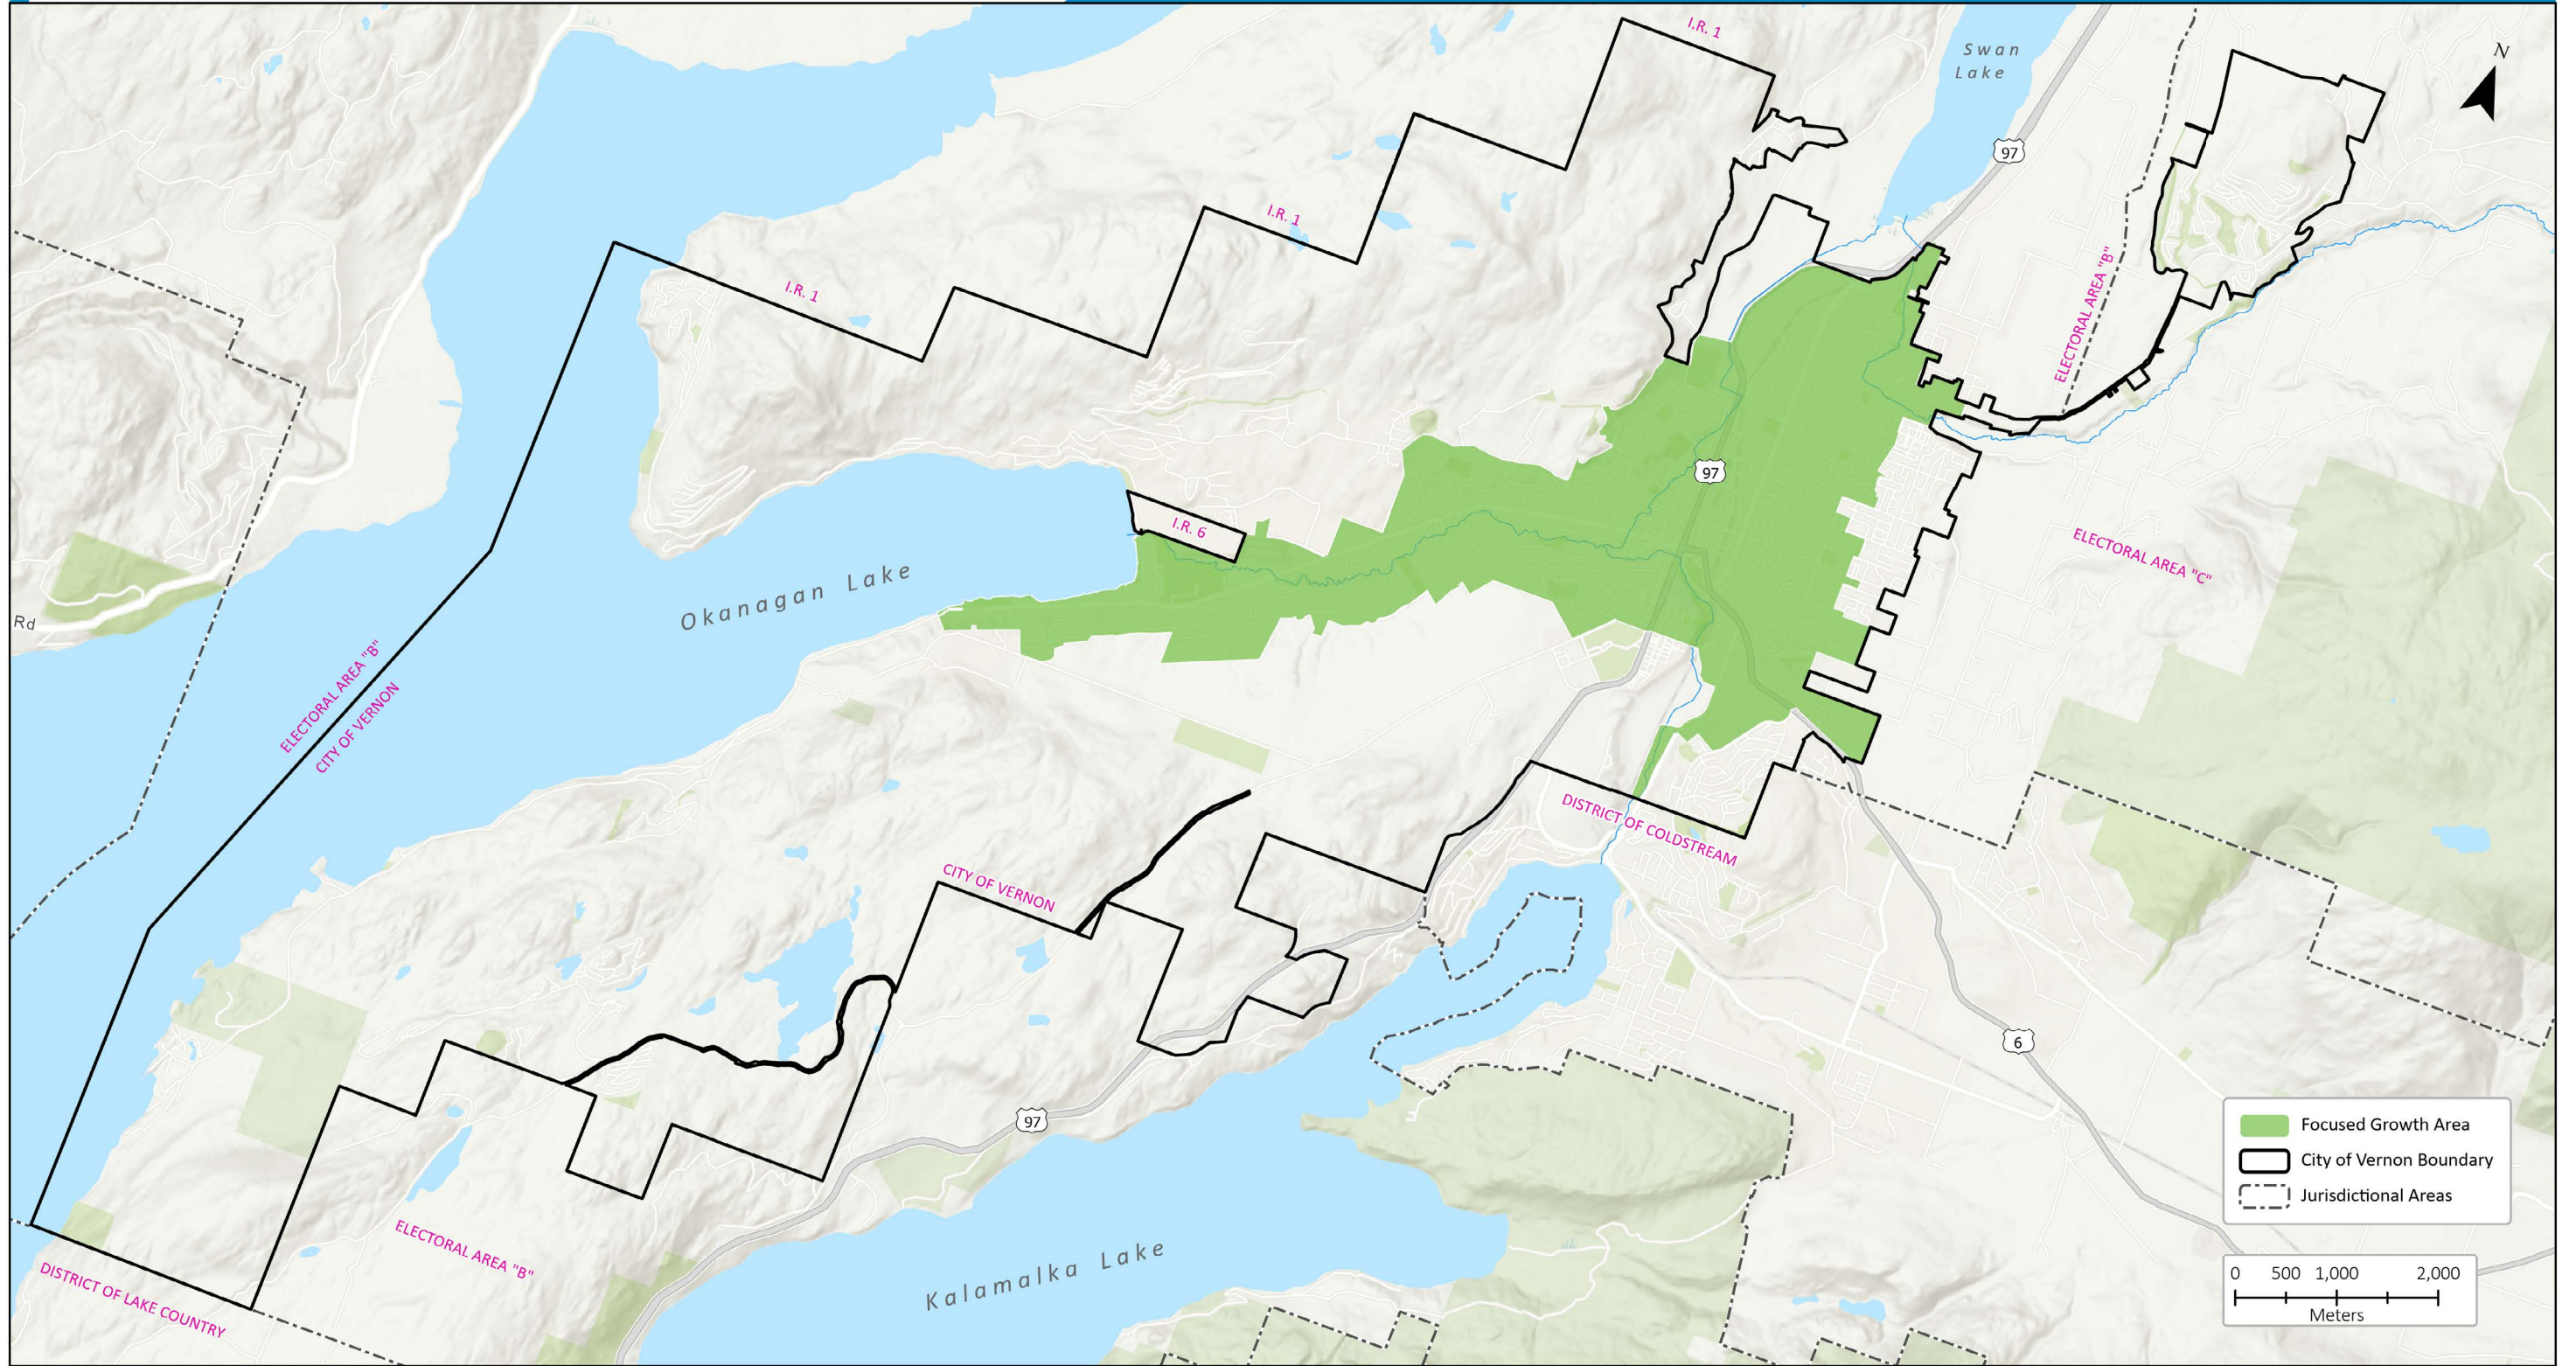 I.R. 1
Swan
Lake
N
97
I.R. 1
ELECTORAL AREA "B"
I.R. 1
97
I.R. 6
ELECTORAL AREA "C"
Okanagan Lake
Rd
ELECTORAL AREA "B"
CITY OF VERNON
DISTRICT OF COLDSTREAM
CITY OF VERNON
6
97
ELECTORAL AREA "B"
Kalamalka Lake
DISTRICT OF LAKE COUNTRY
Focused Growth Area
City of Vernon Boundary
Jurisdictional Areas
0 500 1,000 2,000
Meters